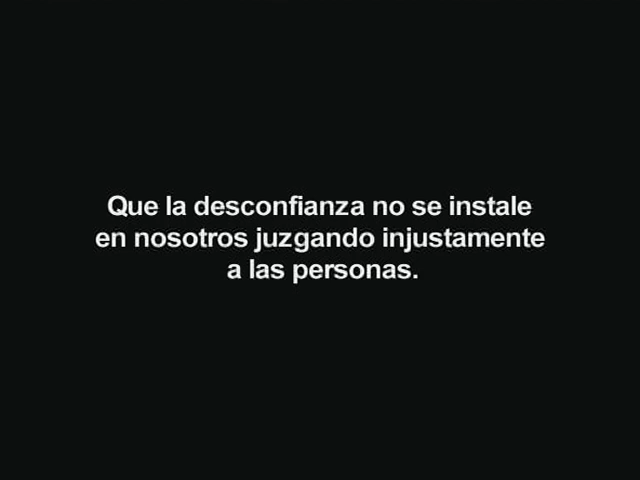 Que la desconfianza no se instale
en nosotros juzgando injustamente
a las personas.